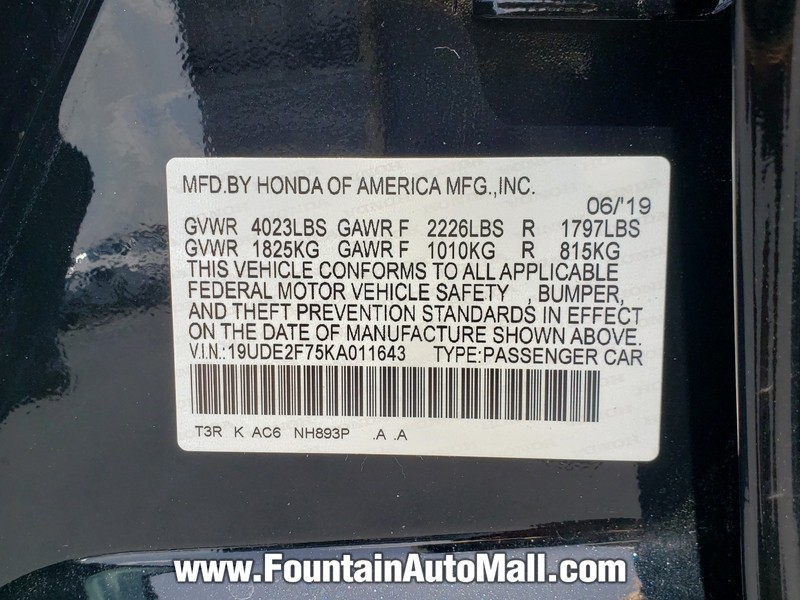 MFD.BY HONDA OF AMERICA MFG.,INC.
06/'19
GVWR 4023LBS GAWR F 2226LBS R 1797LBS
GVWR 1825KG GAWR F 1010KG R 815KG
THIS VEHICLE CONFORMS TO ALL APPLICABLE
FEDERAL MOTOR VEHICLE SAFETY , BUMPER,
AND THEFT PREVENTION STANDARDS IN EFFECT
ON THE DATE OF MANUFACTURE SHOWN ABOVE.
V.I.N.:19UDE2F75KA011643 TYPE:PASSENGER CAR
T3R K AC6 NH893P .A .A
www.FountainAutoMall.com